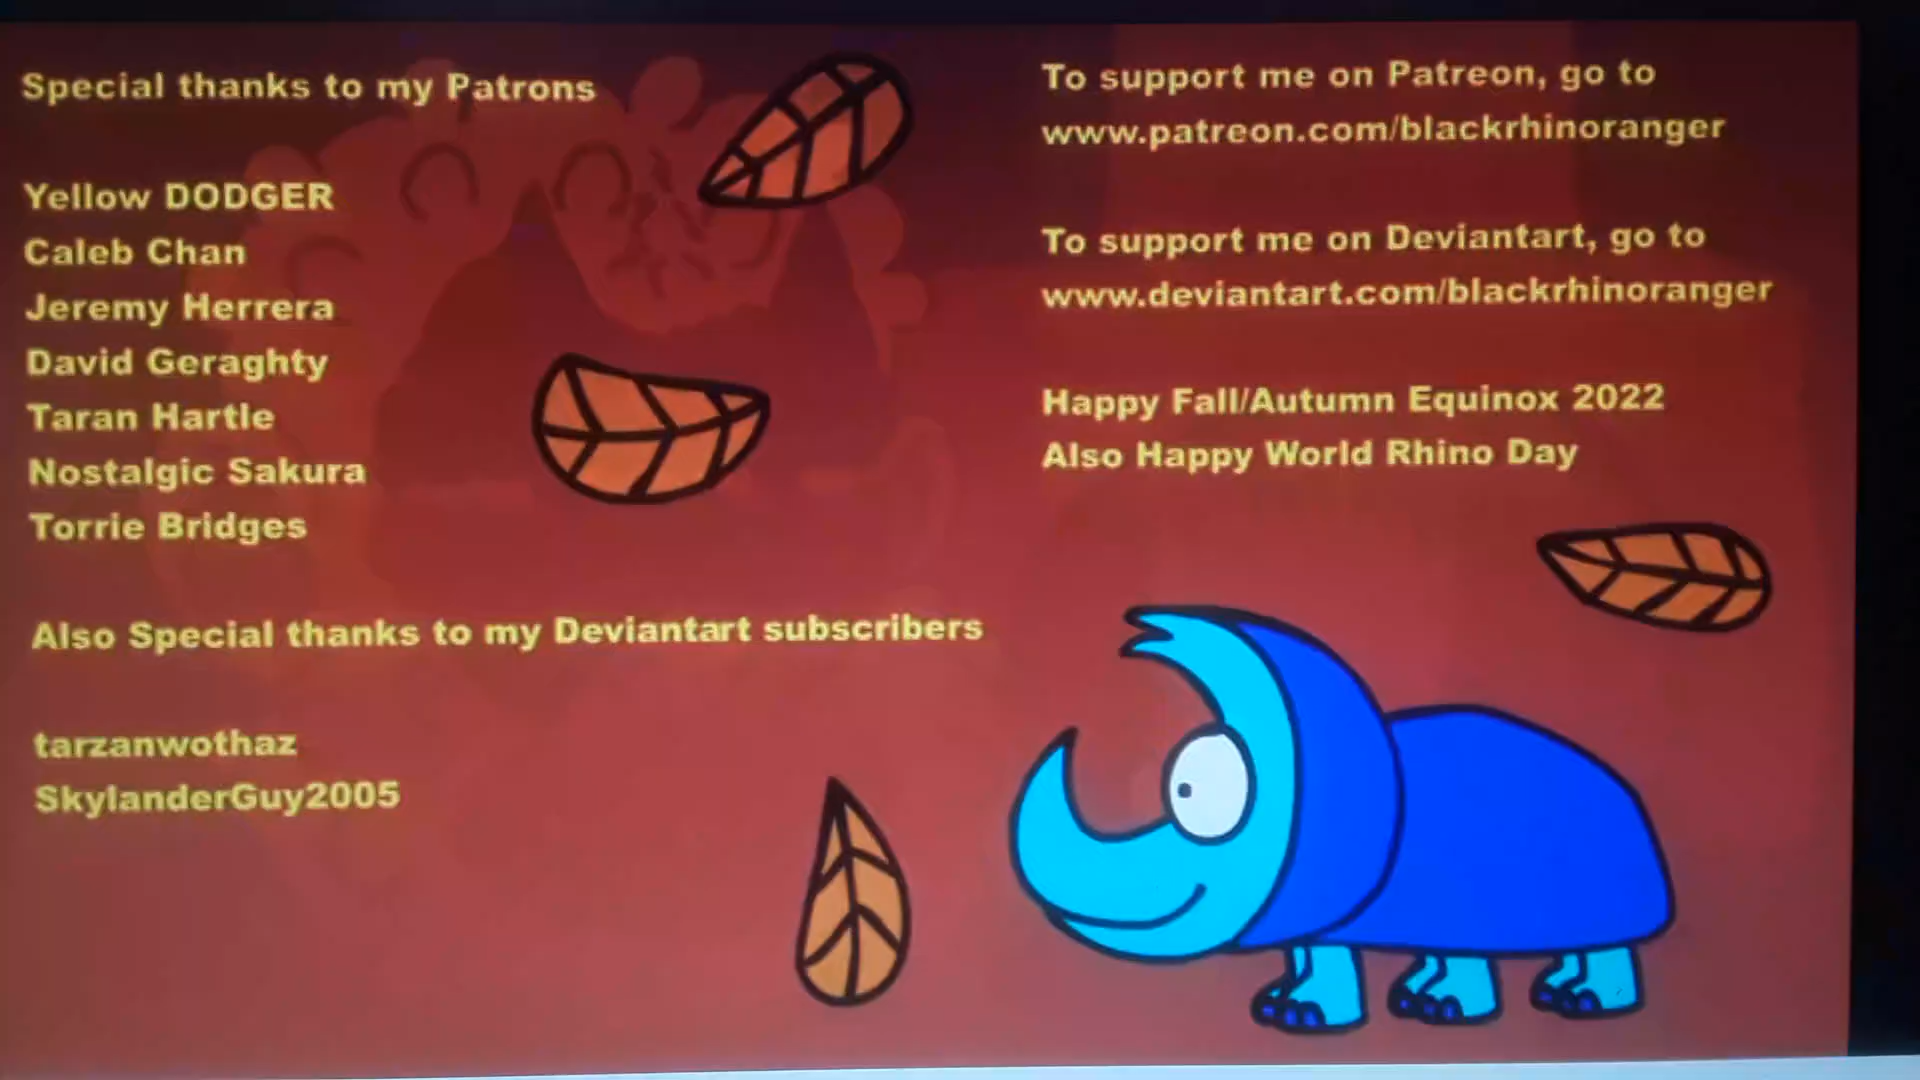 Special thanks to my Patrons
Yellow DODGER
Caleb Chan
Jeremy Herrera
David Geraghty
Taran Hartle
Nostalgic Sakura
Torrie Bridges
Also Special thanks to my Deviantart subscribers
tarzanwothaz
SkylanderGuy2005
To support me on Patreon, go to
www.patreon.com/blackrhinoranger
To support me on Deviantart, go to
www.deviantart.com/blackrhinoranger
Happy Fall/Autumn Equinox 2022
Also Happy World Rhino Day